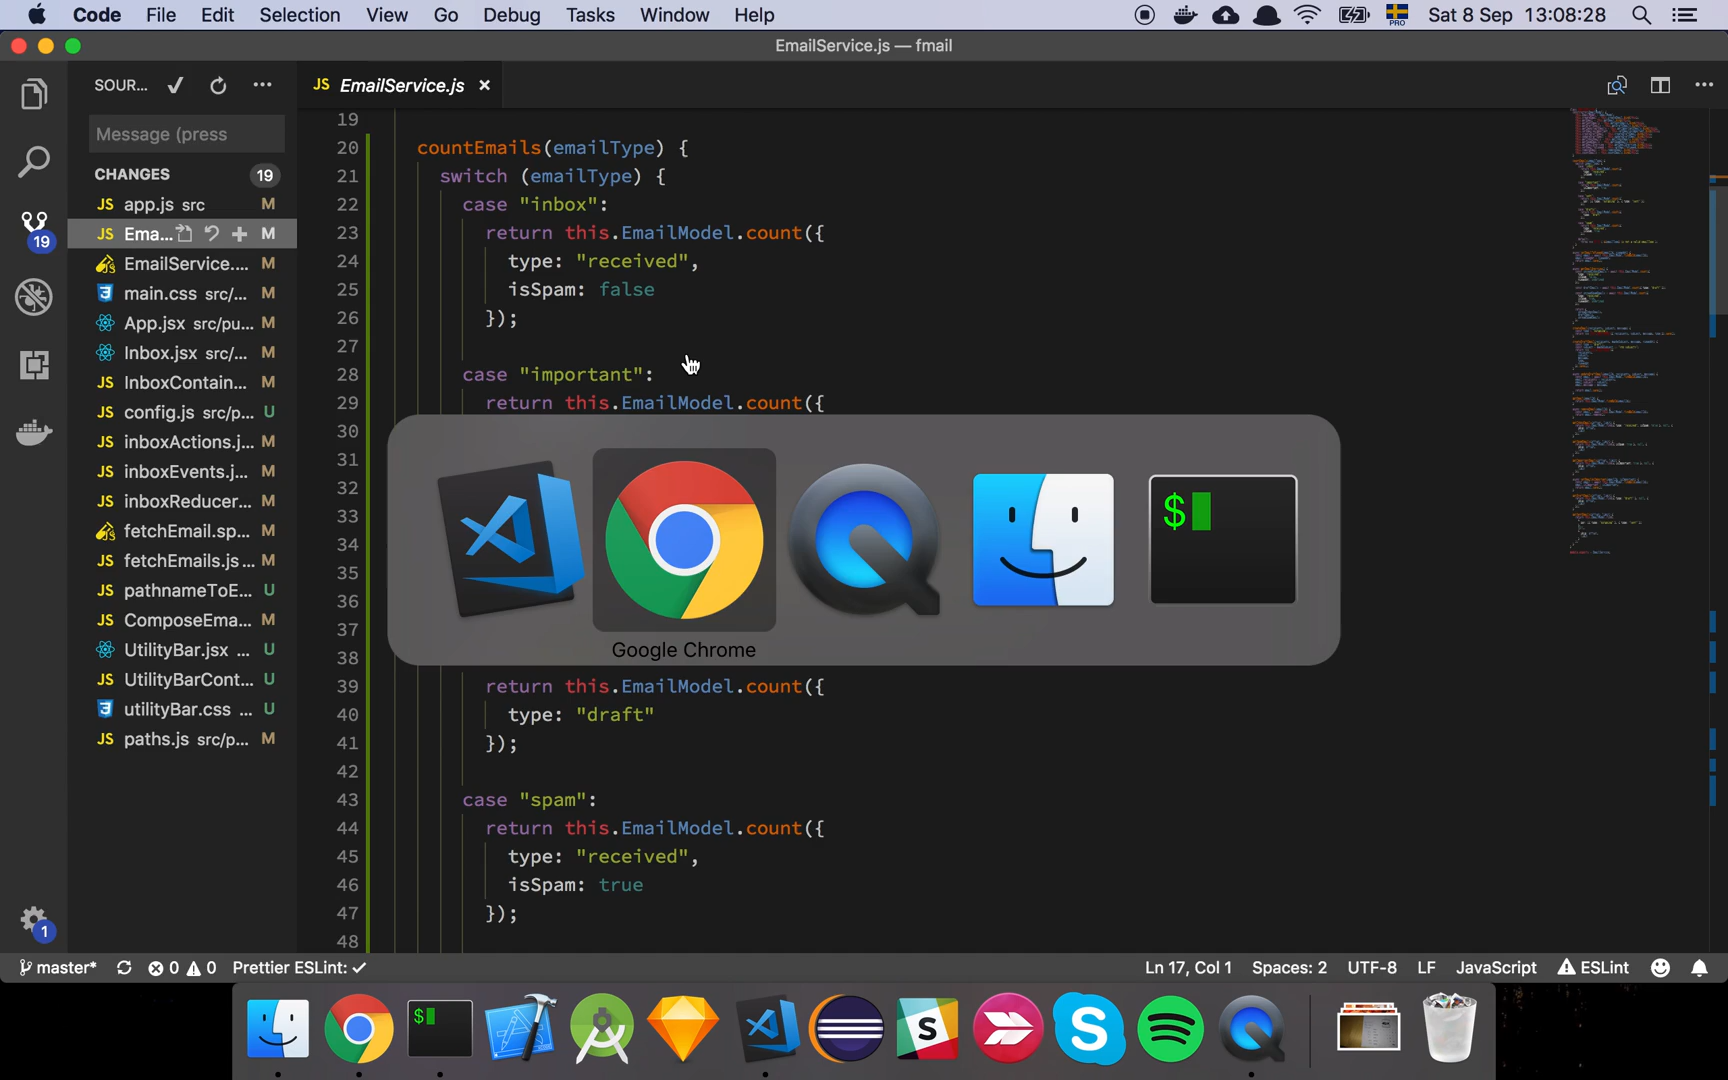 Code File Edit Selection View Go Debug Tasks Window Help PRO Sat 8 Sep 13:08:28
EmailService.js — fmail
SOUR... JS EmailService.js
Message (press
CHANGES 19
JS app.js src M
JS Ema... M
EmailService.... M
main.css src/... M
App.jsx src/pu... M
Inbox.jsx src/... M
JS InboxContain... M
JS config.js src/p... U
JS inboxActions.j... M
JS inboxEvents.j... M
JS inboxReducer... M
fetchEmail.sp... M
JS fetchEmails.js ... M
JS pathnameToE... U
JS ComposeEma... M
UtilityBar.jsx ... U
JS UtilityBarCont... U
utilityBar.css ... U
JS paths.js src/p... M
19
1
19
20 countEmails(emailType) {
21 switch (emailType) {
22 case "inbox":
23 return this.EmailModel.count({
24 type: "received",
25 isSpam: false
26 });
27
28 case "important":
29 return this.EmailModel.count({
30
31
32
33
34
35
36
37
38
39 return this.EmailModel.count({
40 type: "draft"
41 });
42
43 case "spam":
44 return this.EmailModel.count({
45 type: "received",
46 isSpam: true
47 });
48
$
Google Chrome
master* 0 0 Prettier ESLint: Ln 17, Col 1 Spaces: 2 UTF-8 LF JavaScript ESLint
$ S